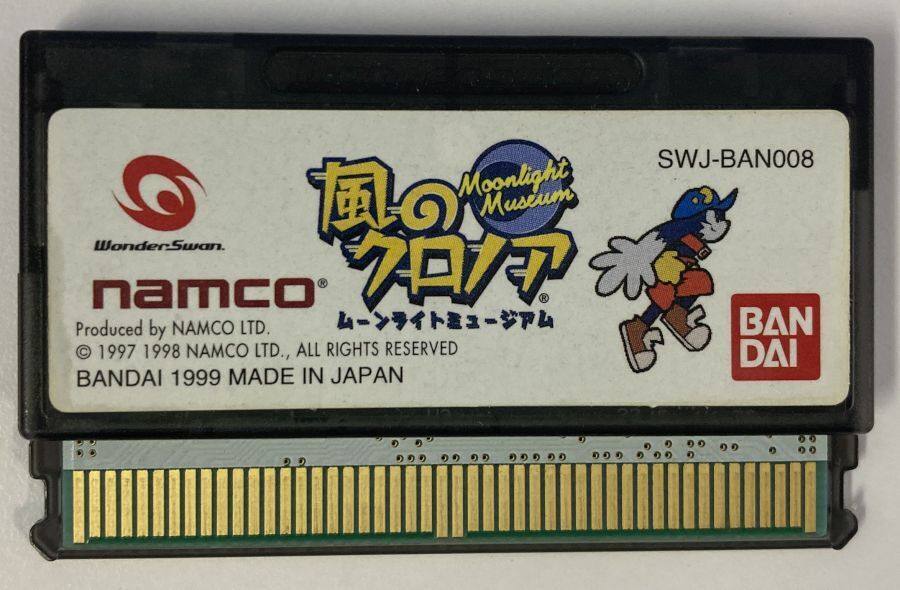 SWJ-BAN008
WonderSwan.
風のクロノア
Moonlight
Museum
®
ムーンライトミュージアム
namco®
Produced by NAMCO LTD.
© 1997 1998 NAMCO LTD., ALL RIGHTS RESERVED
BANDAI 1999 MADE IN JAPAN
BAN
DAI